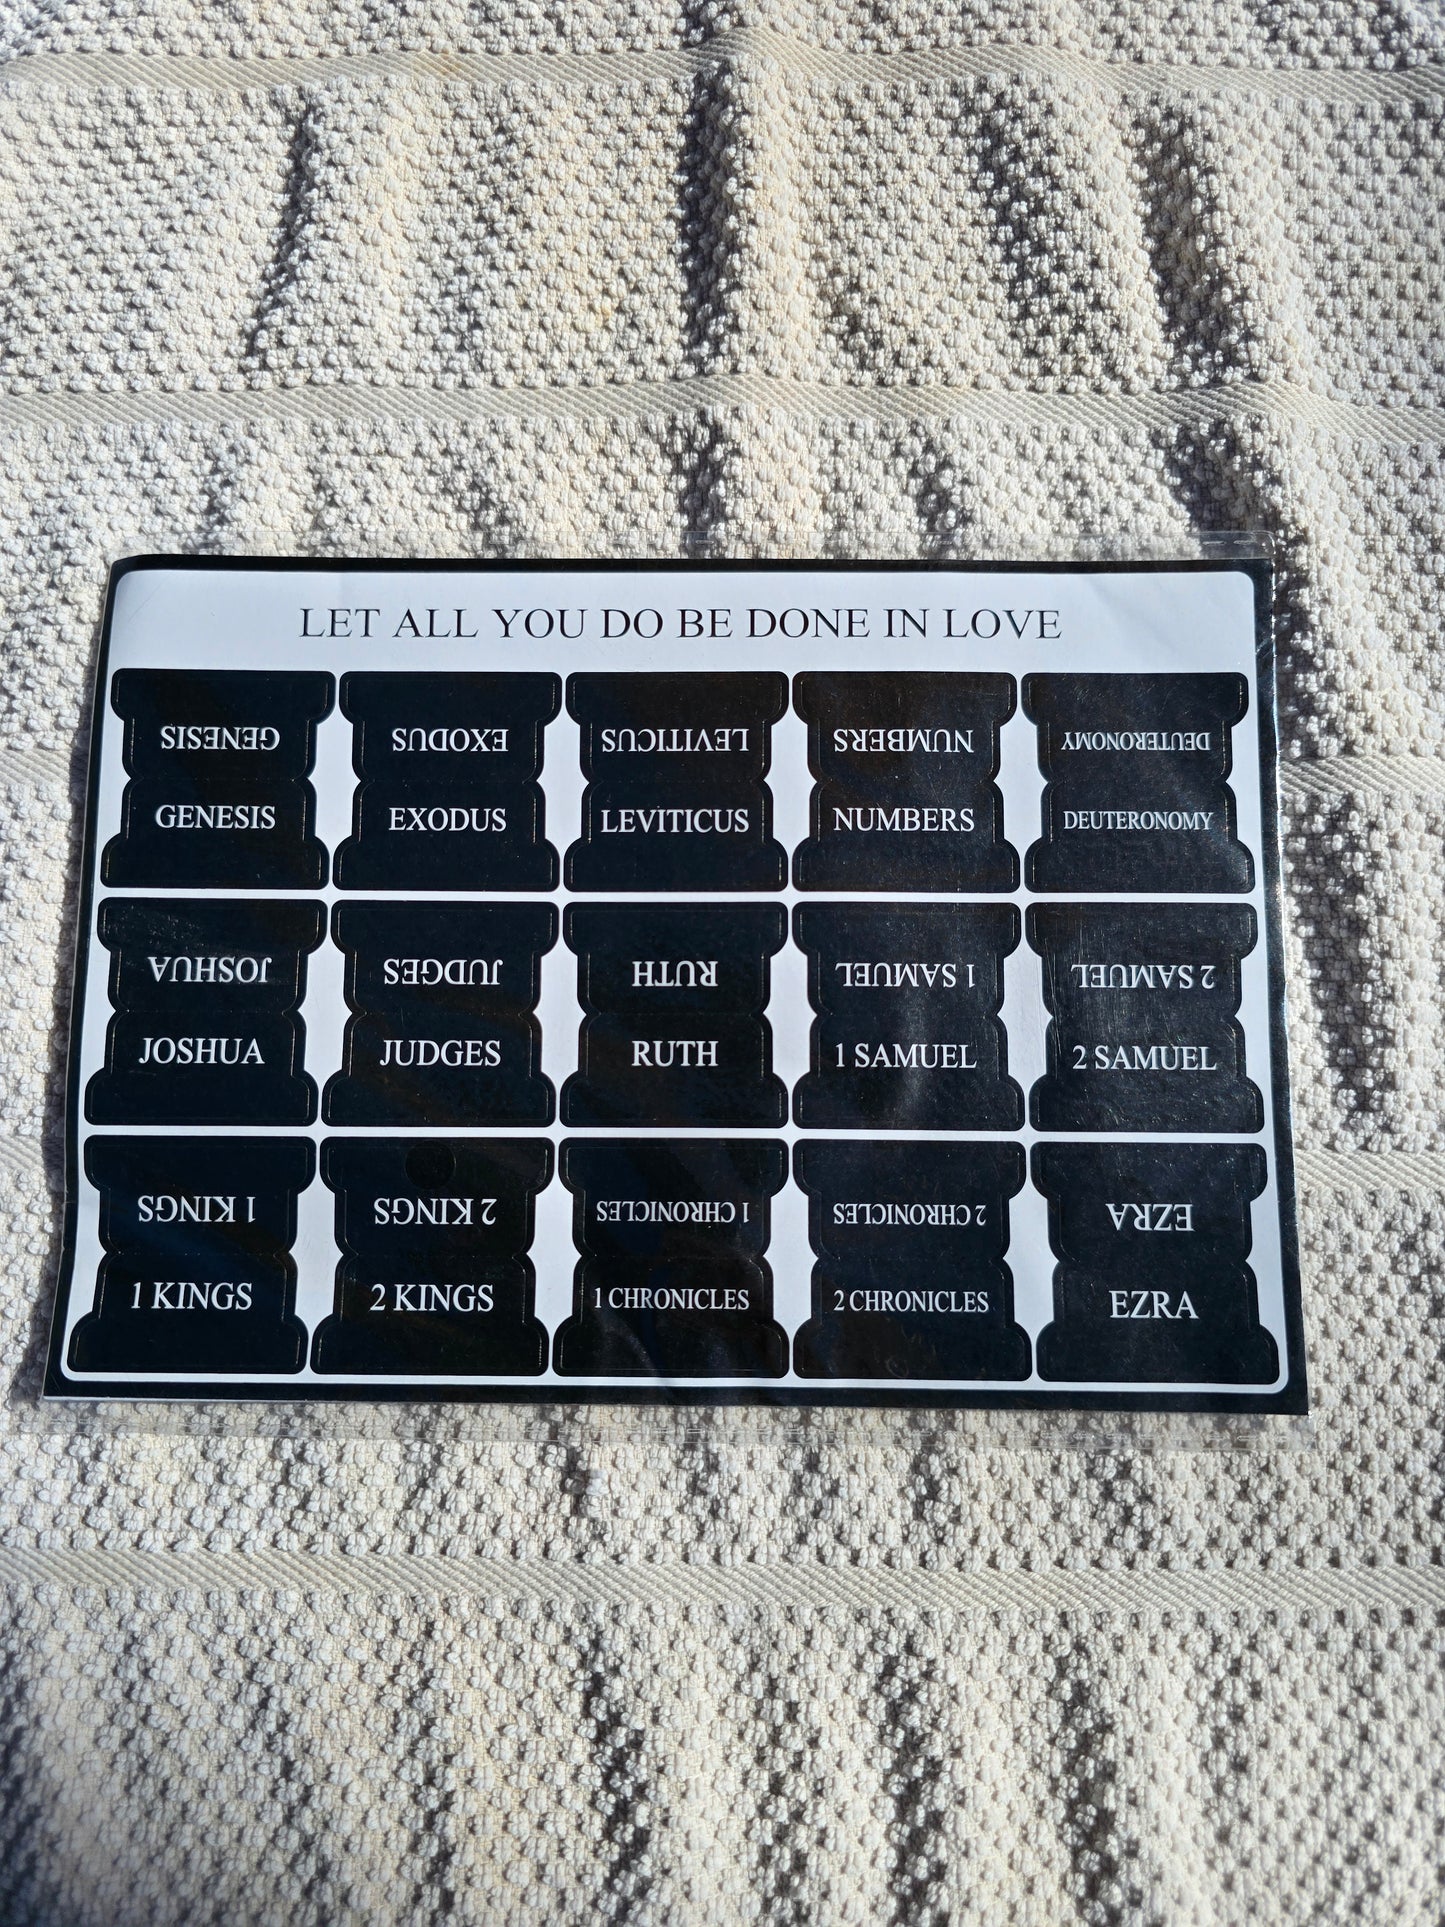 LET ALL YOU DO BE DONE IN LOVE
GENESIS EXODUS LEVITICUS NUMBERS DEUTERONOMY
GENESIS EXODUS LEVITICUS NUMBERS DEUTERONOMY
JOSHUA JUDGES RUTH 1 SAMUEL 2 SAMUEL
JOSHUA JUDGES RUTH 1 SAMUEL 2 SAMUEL
1 KINGS 2 KINGS 1 CHRONICLES 2 CHRONICLES EZRA
1 KINGS 2 KINGS 1 CHRONICLES 2 CHRONICLES EZRA